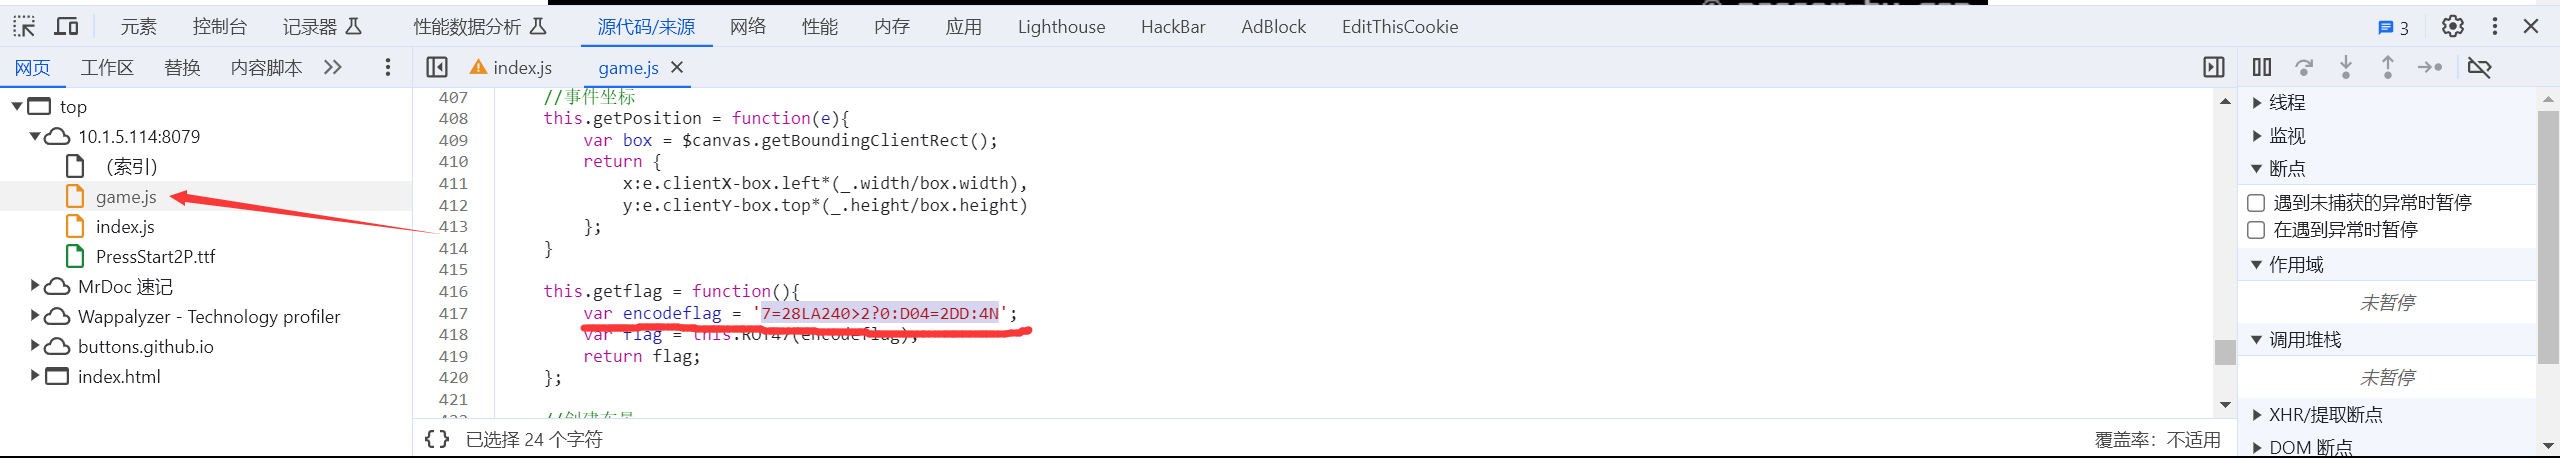 元素 控制台 记录器 性能数据分析 源代码/来源 网络 性能 内存 应用 Lighthouse HackBar AdBlock EditThisCookie 3
网页 工作区 替换 内容脚本 index.js game.js
top
10.1.5.114:8079
（索引）
game.js
index.js
PressStart2P.ttf
MrDoc 速记
Wappalyzer - Technology profiler
buttons.github.io
index.html
407 //事件坐标
408 this.getPosition = function(e){
409 var box = $canvas.getBoundingClientRect();
410 return {
411 x:e.clientX-box.left*(_.width/box.width),
412 y:e.clientY-box.top*(_.height/box.height)
413 };
414 }
415
416 this.getflag = function(){
417 var encodeflag = '7=28LA240>2?0:D04=2DD:4N';
418 var flag = this.ROT47(encodeflag);
419 return flag;
420 };
421
{} 已选择 24 个字符 覆盖率：不适用
线程
监视
断点
遇到未捕获的异常时暂停
在遇到异常时暂停
作用域
未暂停
调用堆栈
未暂停
XHR/提取断点
DOM 断点